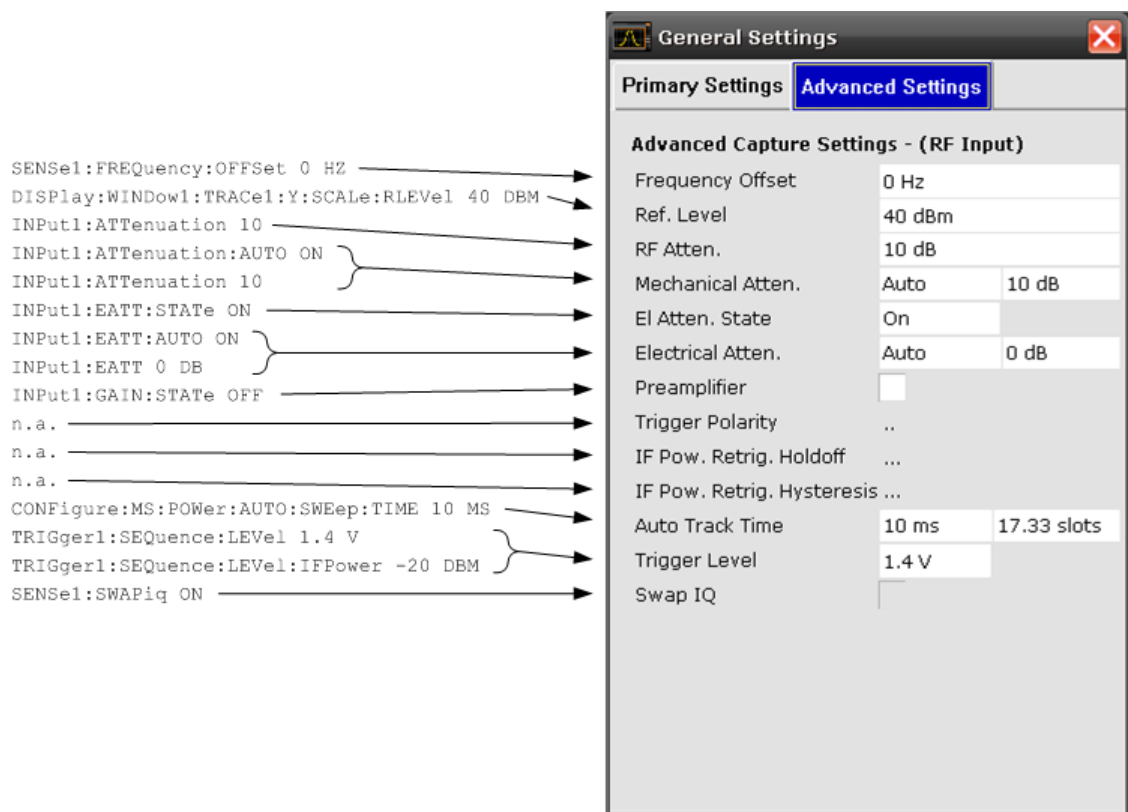 General Settings
Primary Settings Advanced Settings
Advanced Capture Settings - (RF Input)
SENSe1:FREQuency:OFFSet 0 HZ
DISPlay:WINDow1:TRACe1:Y:SCALe:RLEVel 40 DBM
INPut1:ATTenuation 10
INPut1:ATTenuation:AUTO ON
INPut1:ATTenuation 10
INPut1:EATT:STATe ON
INPut1:EATT:AUTO ON
INPut1:EATT 0 DB
INPut1:GAIN:STATe OFF
n.a.
n.a.
n.a.
CONFigure:MS:POWer:AUTO:SWEep:TIME 10 MS
TRIGger1:SEQuence:LEVel 1.4 V
TRIGger1:SEQuence:LEVel:IFPower -20 DBM
SENSe1:SWAPiq ON
Frequency Offset 0 Hz
Ref. Level 40 dBm
RF Atten. 10 dB
Mechanical Atten. Auto 10 dB
El Atten. State On
Electrical Atten. Auto 0 dB
Preamplifier
Trigger Polarity ..
IF Pow. Retrig. Holdoff ...
IF Pow. Retrig. Hysteresis ...
Auto Track Time 10 ms 17.33 slots
Trigger Level 1.4 V
Swap IQ